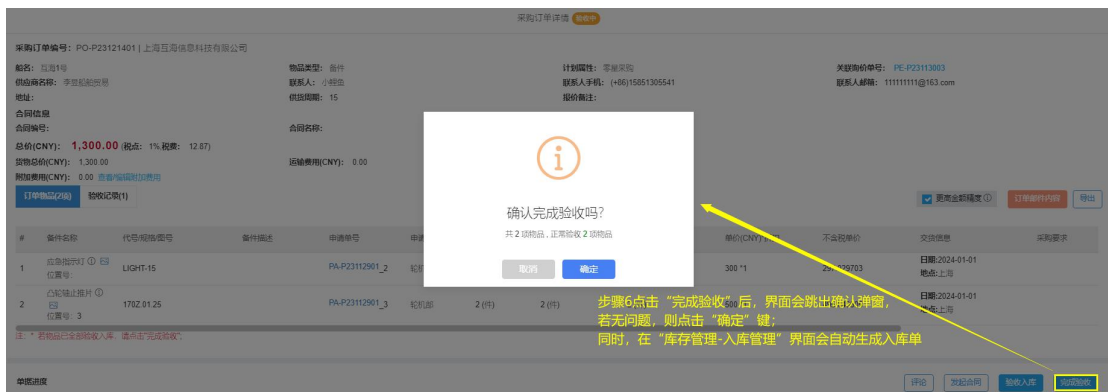 采购订单详情 验收中
采购订单编号: PO-P23121401 | 上海互海信息科技有限公司
船名: 互海1号 物品类型: 备件 计划属性: 零星采购 关联询价单号: PE-P23113003
供应商名称: 李昱船舶贸易 联系人: 小鲤鱼 联系人手机: (+86)15851305541 联系人邮箱: 111111111@163.com
地址: 供货周期: 15 报价备注:
合同信息
合同编号: 合同名称:
总价(CNY): 1,300.00 (税点: 1%,税费: 12.87)
货物总价(CNY): 1,300.00 运输费用(CNY): 0.00
附加费用(CNY): 0.00 查看/编辑附加费用
订单物品(2项) 验收记录(1) 更高金额精度 订单邮件内容 导出
# 备件名称 代号/规格/图号 备件描述 申请单号 单价(CNY) 不含税单价 交货信息 采购要求
1 应急指示灯 LIGHT-15 PA-P23112901_2 300 *1 日期:2024-01-01
位置号: 地点:上海
2 凸轮轴止推片 170Z.01.25 PA-P23112901_3 轮机部 2 (件) 2 (件) 日期:2024-01-01
位置号: 3 地点:上海
注: * 若物品已全部验收入库, 请点击"完成验收";
确认完成验收吗?
共 2 项物品 , 正常验收 2 项物品
取消 确定
步骤6点击“完成验收”后,界面会跳出确认弹窗,
若无问题,则点击“确定”键;
同时,在“库存管理-入库管理”界面会自动生成入库单
单据进度 评论 发起合同 验收入库 完成验收